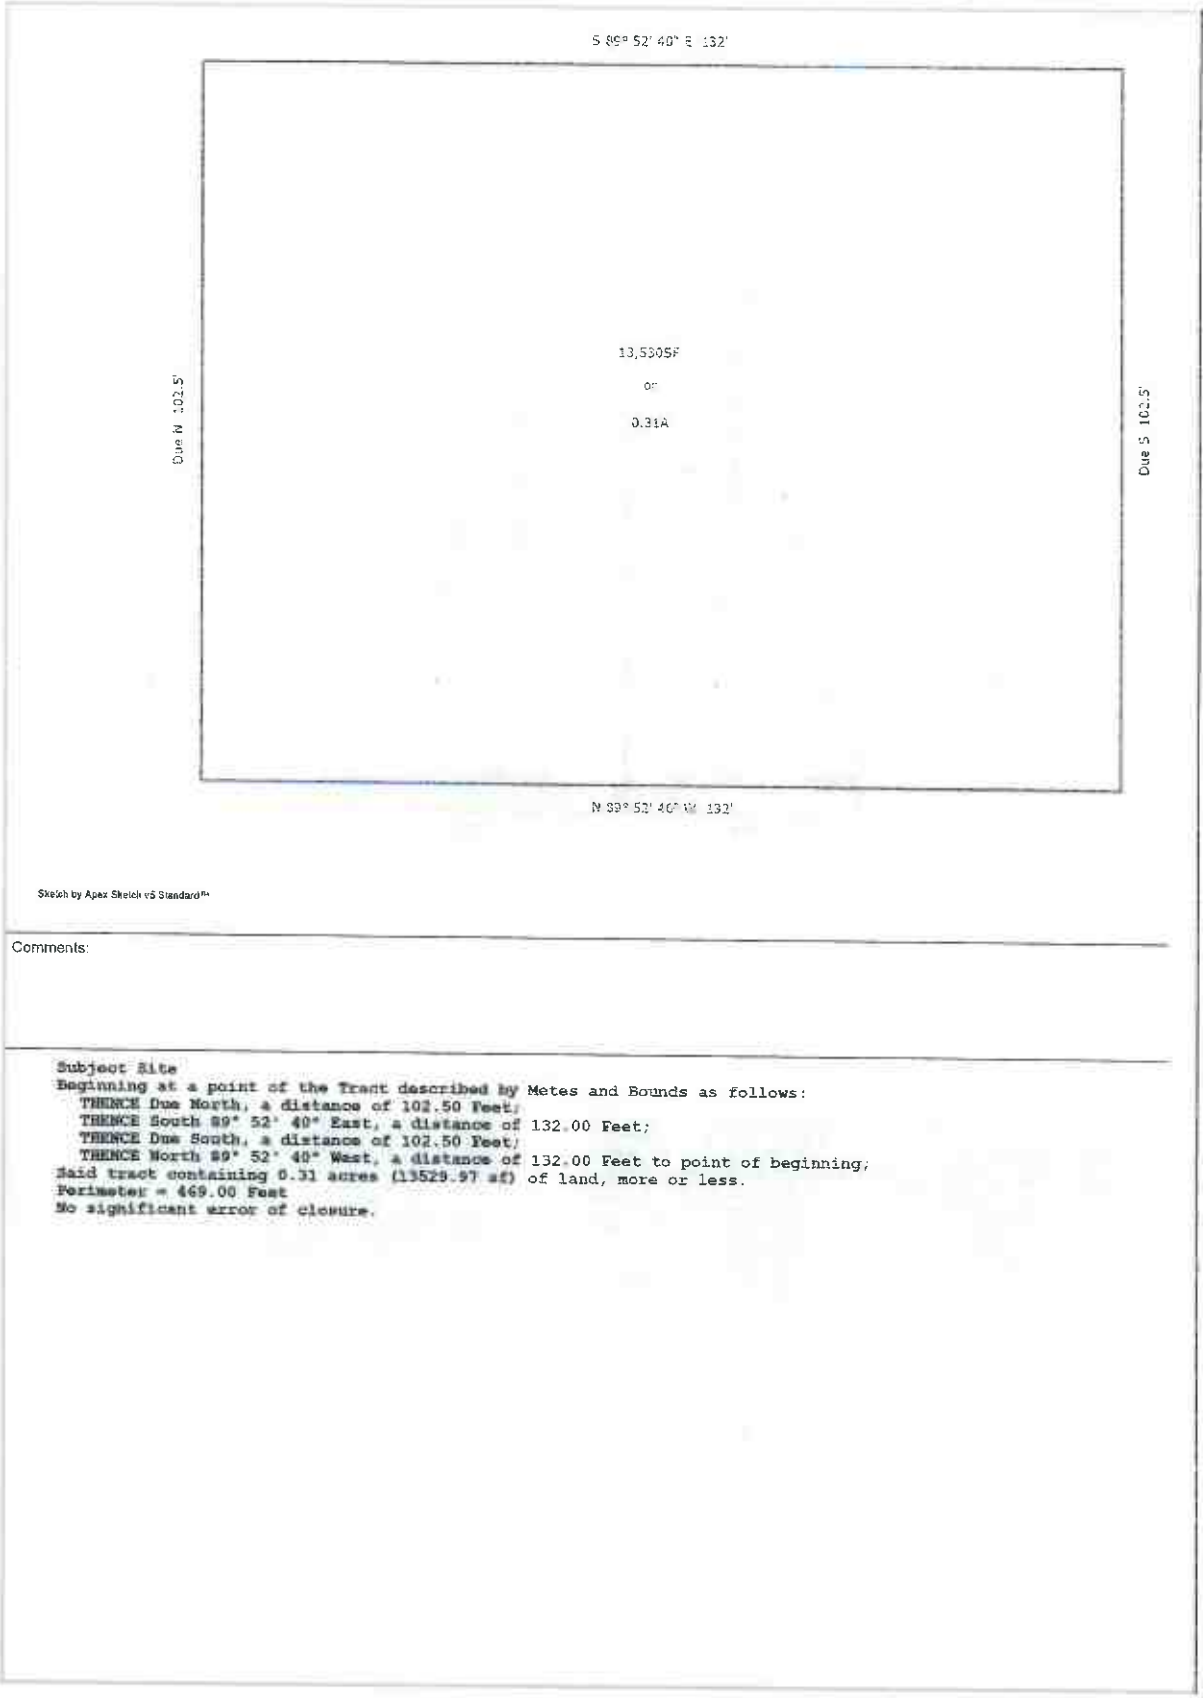 S 89° 52' 40" E 132'
13,530SF
or
0.31A
Due N 102.5'
Due S 102.5'
N 89° 52' 40" W 132'
Sketch by Apex Sketch v5 Standard™
Comments:
Subject Site
Beginning at a point of the Tract described by Metes and Bounds as follows:
THENCE Due North, a distance of 102.50 Feet;
THENCE South 89° 52' 40" East, a distance of 132.00 Feet;
THENCE Due South, a distance of 102.50 Feet;
THENCE North 89° 52' 40" West, a distance of 132.00 Feet to point of beginning;
Said tract containing 0.31 acres (13529.97 sf) of land, more or less.
Perimeter = 469.00 Feet
No significant error of closure.